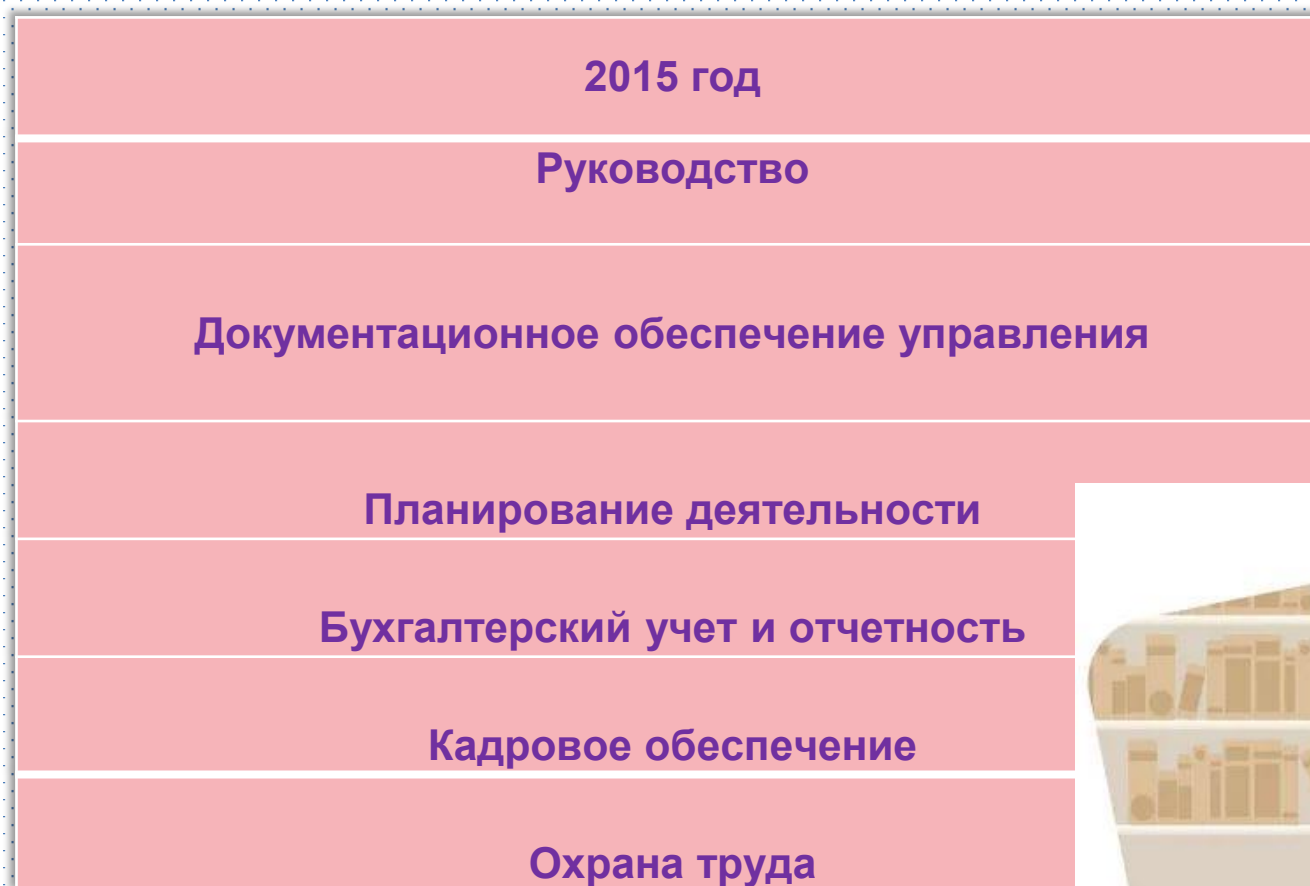 2015 год
Руководство
Документационное обеспечение управления
Планирование деятельности
Бухгалтерский учет и отчетность
Кадровое обеспечение
Охрана труда